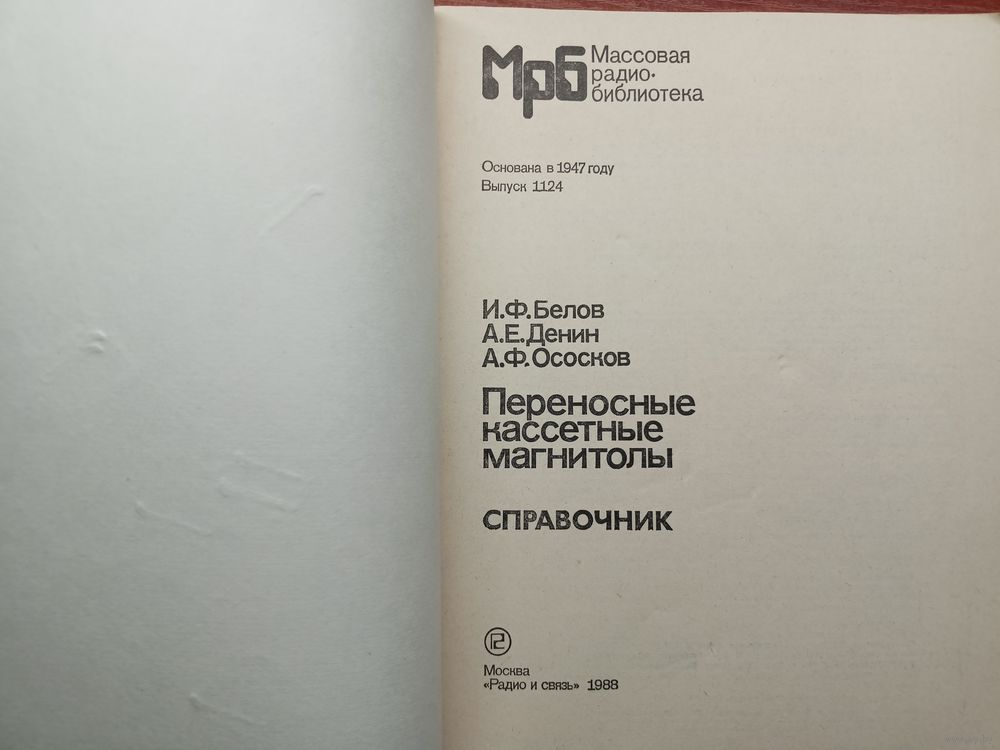 Мрб
Массовая
радио-
библиотека
Основана в 1947 году
Выпуск 1124
И.Ф.Белов
А.Е.Денин
А.Ф.Ососков
Переносные
кассетные
магнитолы
СПРАВОЧНИК
Москва
«Радио и связь» 1988